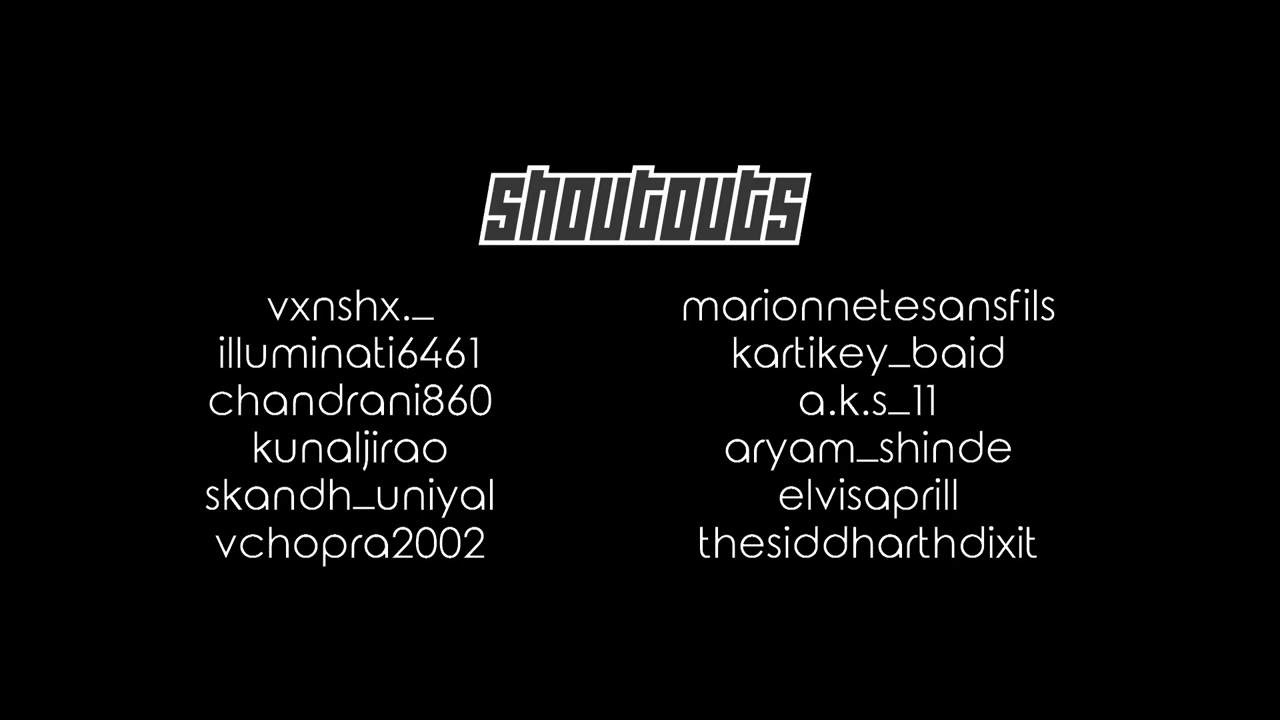 shoutouts
vxnshx._
illuminati6461
chandrani860
kunaljirao
skandh_uniyal
vchopra2002
marionnetesansfils
kartikey_baid
a.k.s_11
aryam_shinde
elvisaprill
thesiddharthdixit